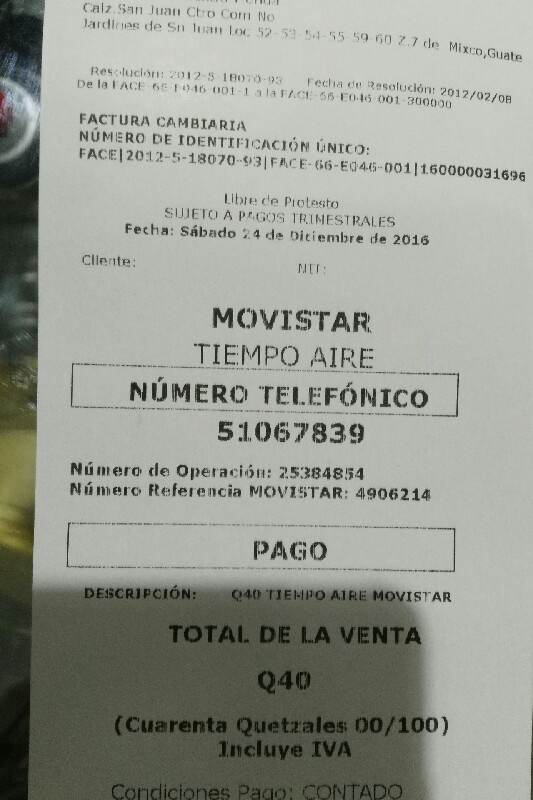 Calz.San Juan Ctro Com No
Jardines de Sn Juan Loc 52-53-54-55-59-60 Z.7 de Mixco,Guate
Resolución: 2012-5-18070-93 Fecha de Resolución: 2012/02/08
De la FACE-66-E046-001-1 a la FACE-66-E046-001-300000
FACTURA CAMBIARIA
NÚMERO DE IDENTIFICACIÓN ÚNICO:
FACE|2012-5-18070-93|FACE-66-E046-001|160000031696
Libre de Protesto
SUJETO A PAGOS TRIMESTRALES
Fecha: Sábado 24 de Diciembre de 2016
Cliente: NIT:
MOVISTAR
TIEMPO AIRE
NÚMERO TELEFÓNICO
51067839
Número de Operación: 25384854
Número Referencia MOVISTAR: 4906214
PAGO
DESCRIPCIÓN: Q40 TIEMPO AIRE MOVISTAR
TOTAL DE LA VENTA
Q40
(Cuarenta Quetzales 00/100)
Incluye IVA
Condiciones Pago: CONTADO